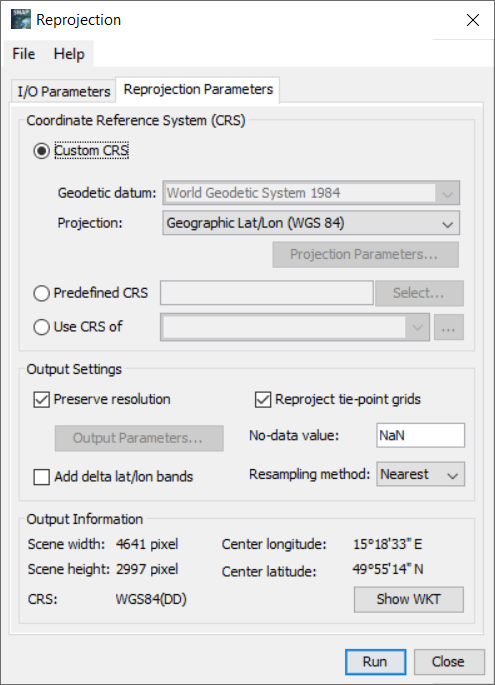 SNAP
Reprojection
File Help
I/O Parameters Reprojection Parameters
Coordinate Reference System (CRS)
Custom CRS
Geodetic datum: World Geodetic System 1984
Projection: Geographic Lat/Lon (WGS 84)
Projection Parameters...
Predefined CRS Select...
Use CRS of ...
Output Settings
Preserve resolution Reproject tie-point grids
Output Parameters... No-data value: NaN
Add delta lat/lon bands Resampling method: Nearest
Output Information
Scene width: 4641 pixel Center longitude: 15°18'33" E
Scene height: 2997 pixel Center latitude: 49°55'14" N
CRS: WGS84(DD) Show WKT
Run Close